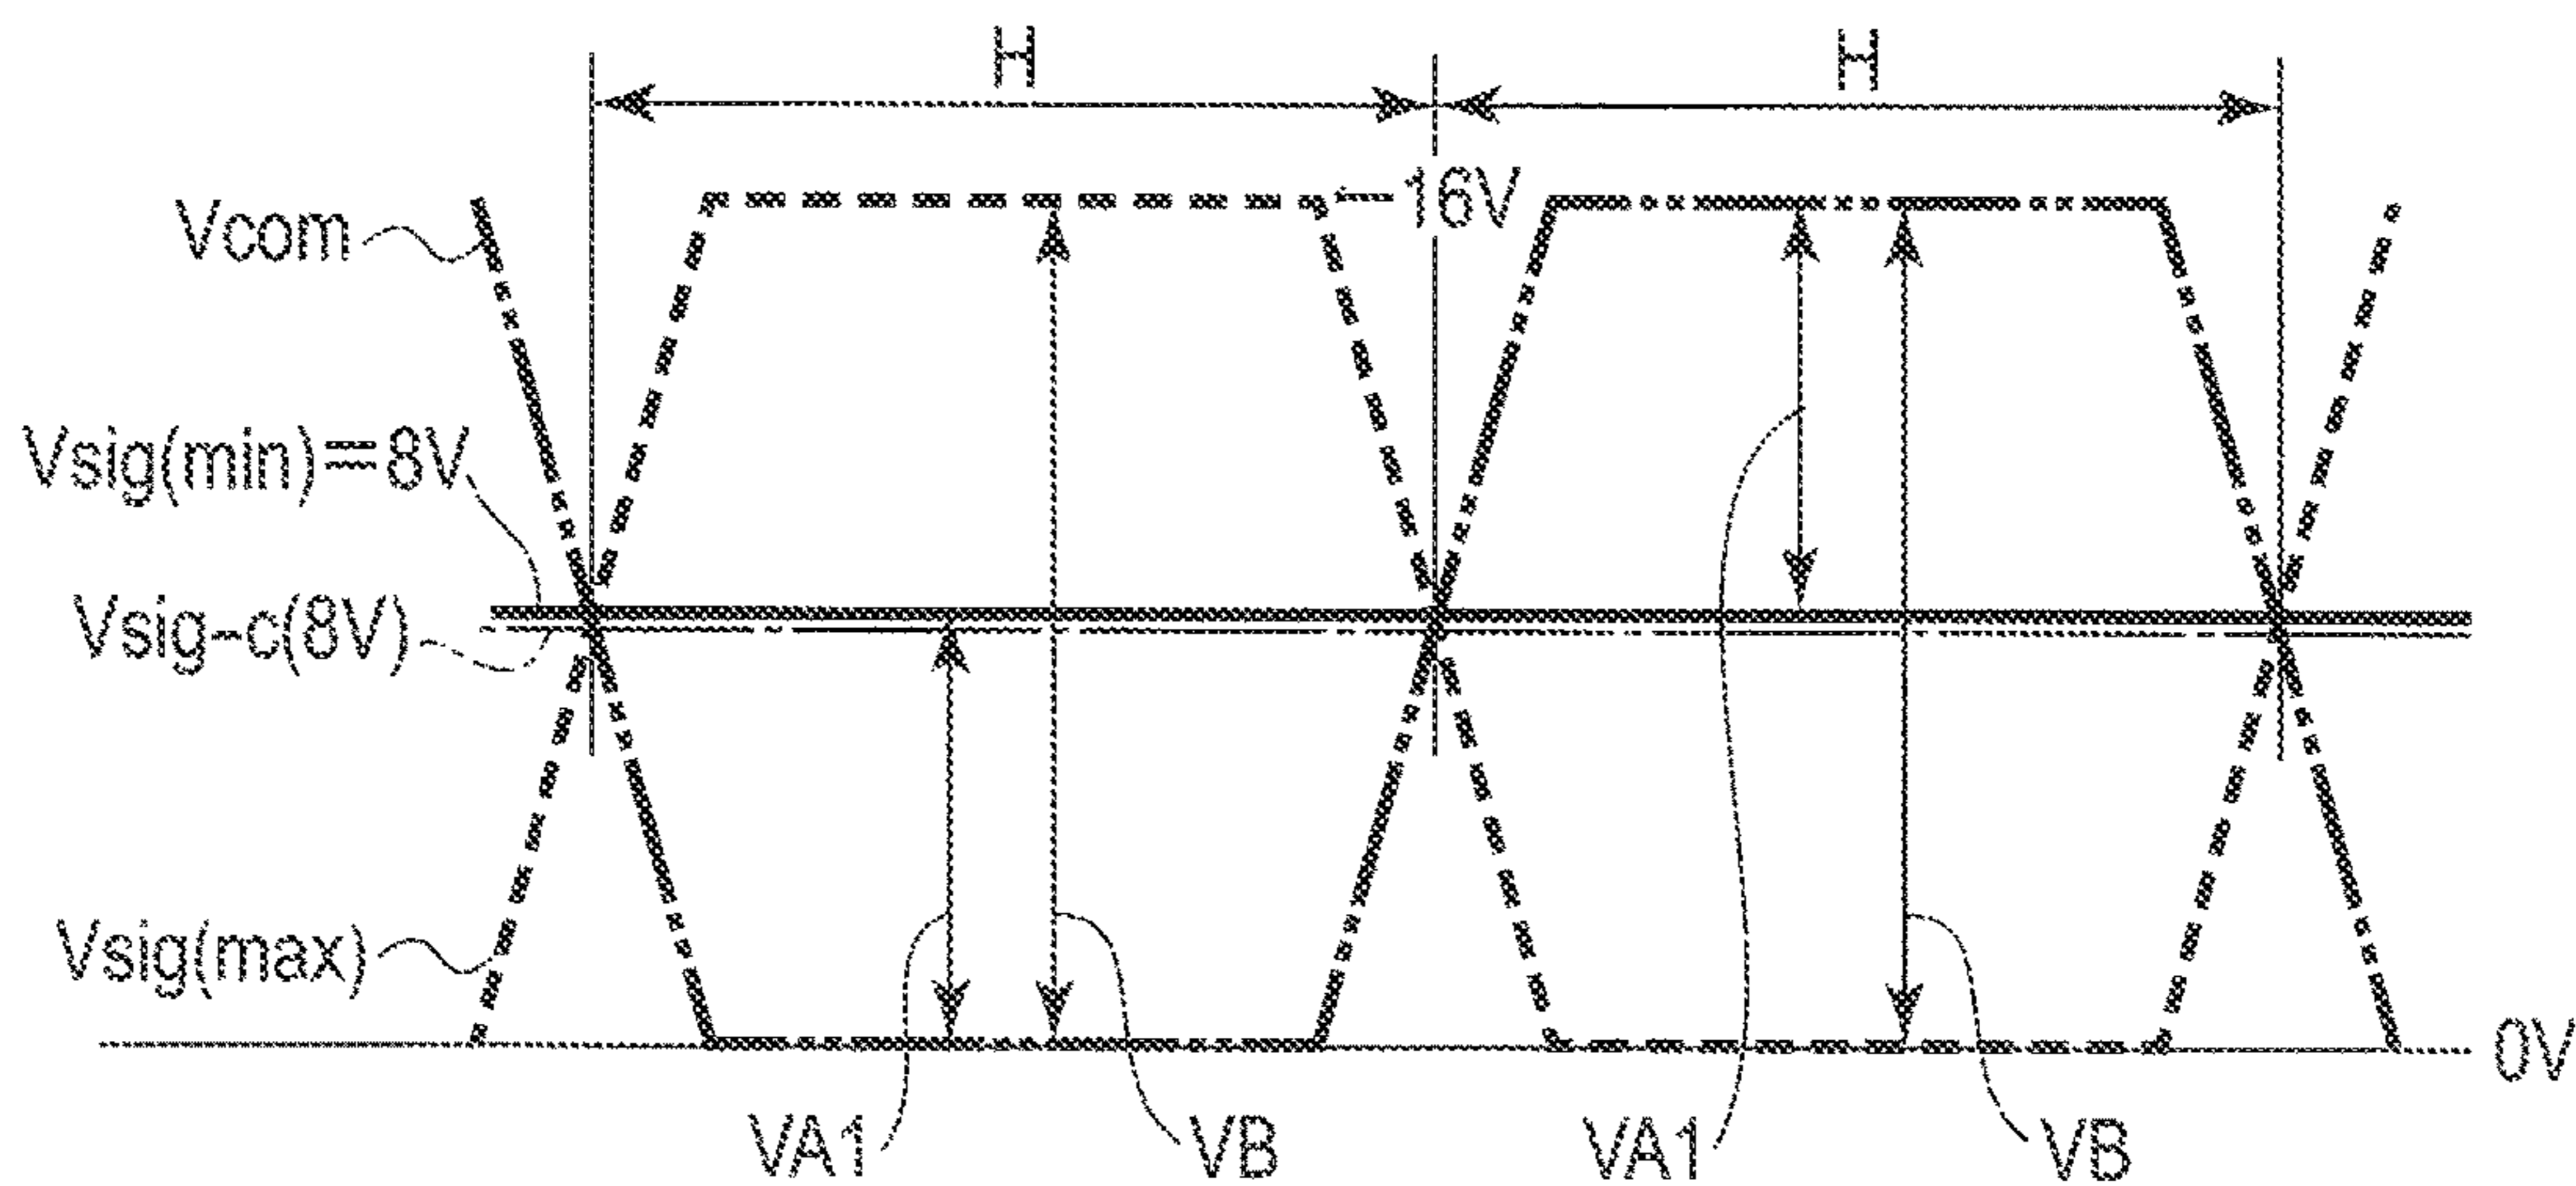 H H
16V
Vcom
Vsig(min)=8V
Vsig-c(8V)
Vsig(max)
0V
VA1 VB VA1 VB